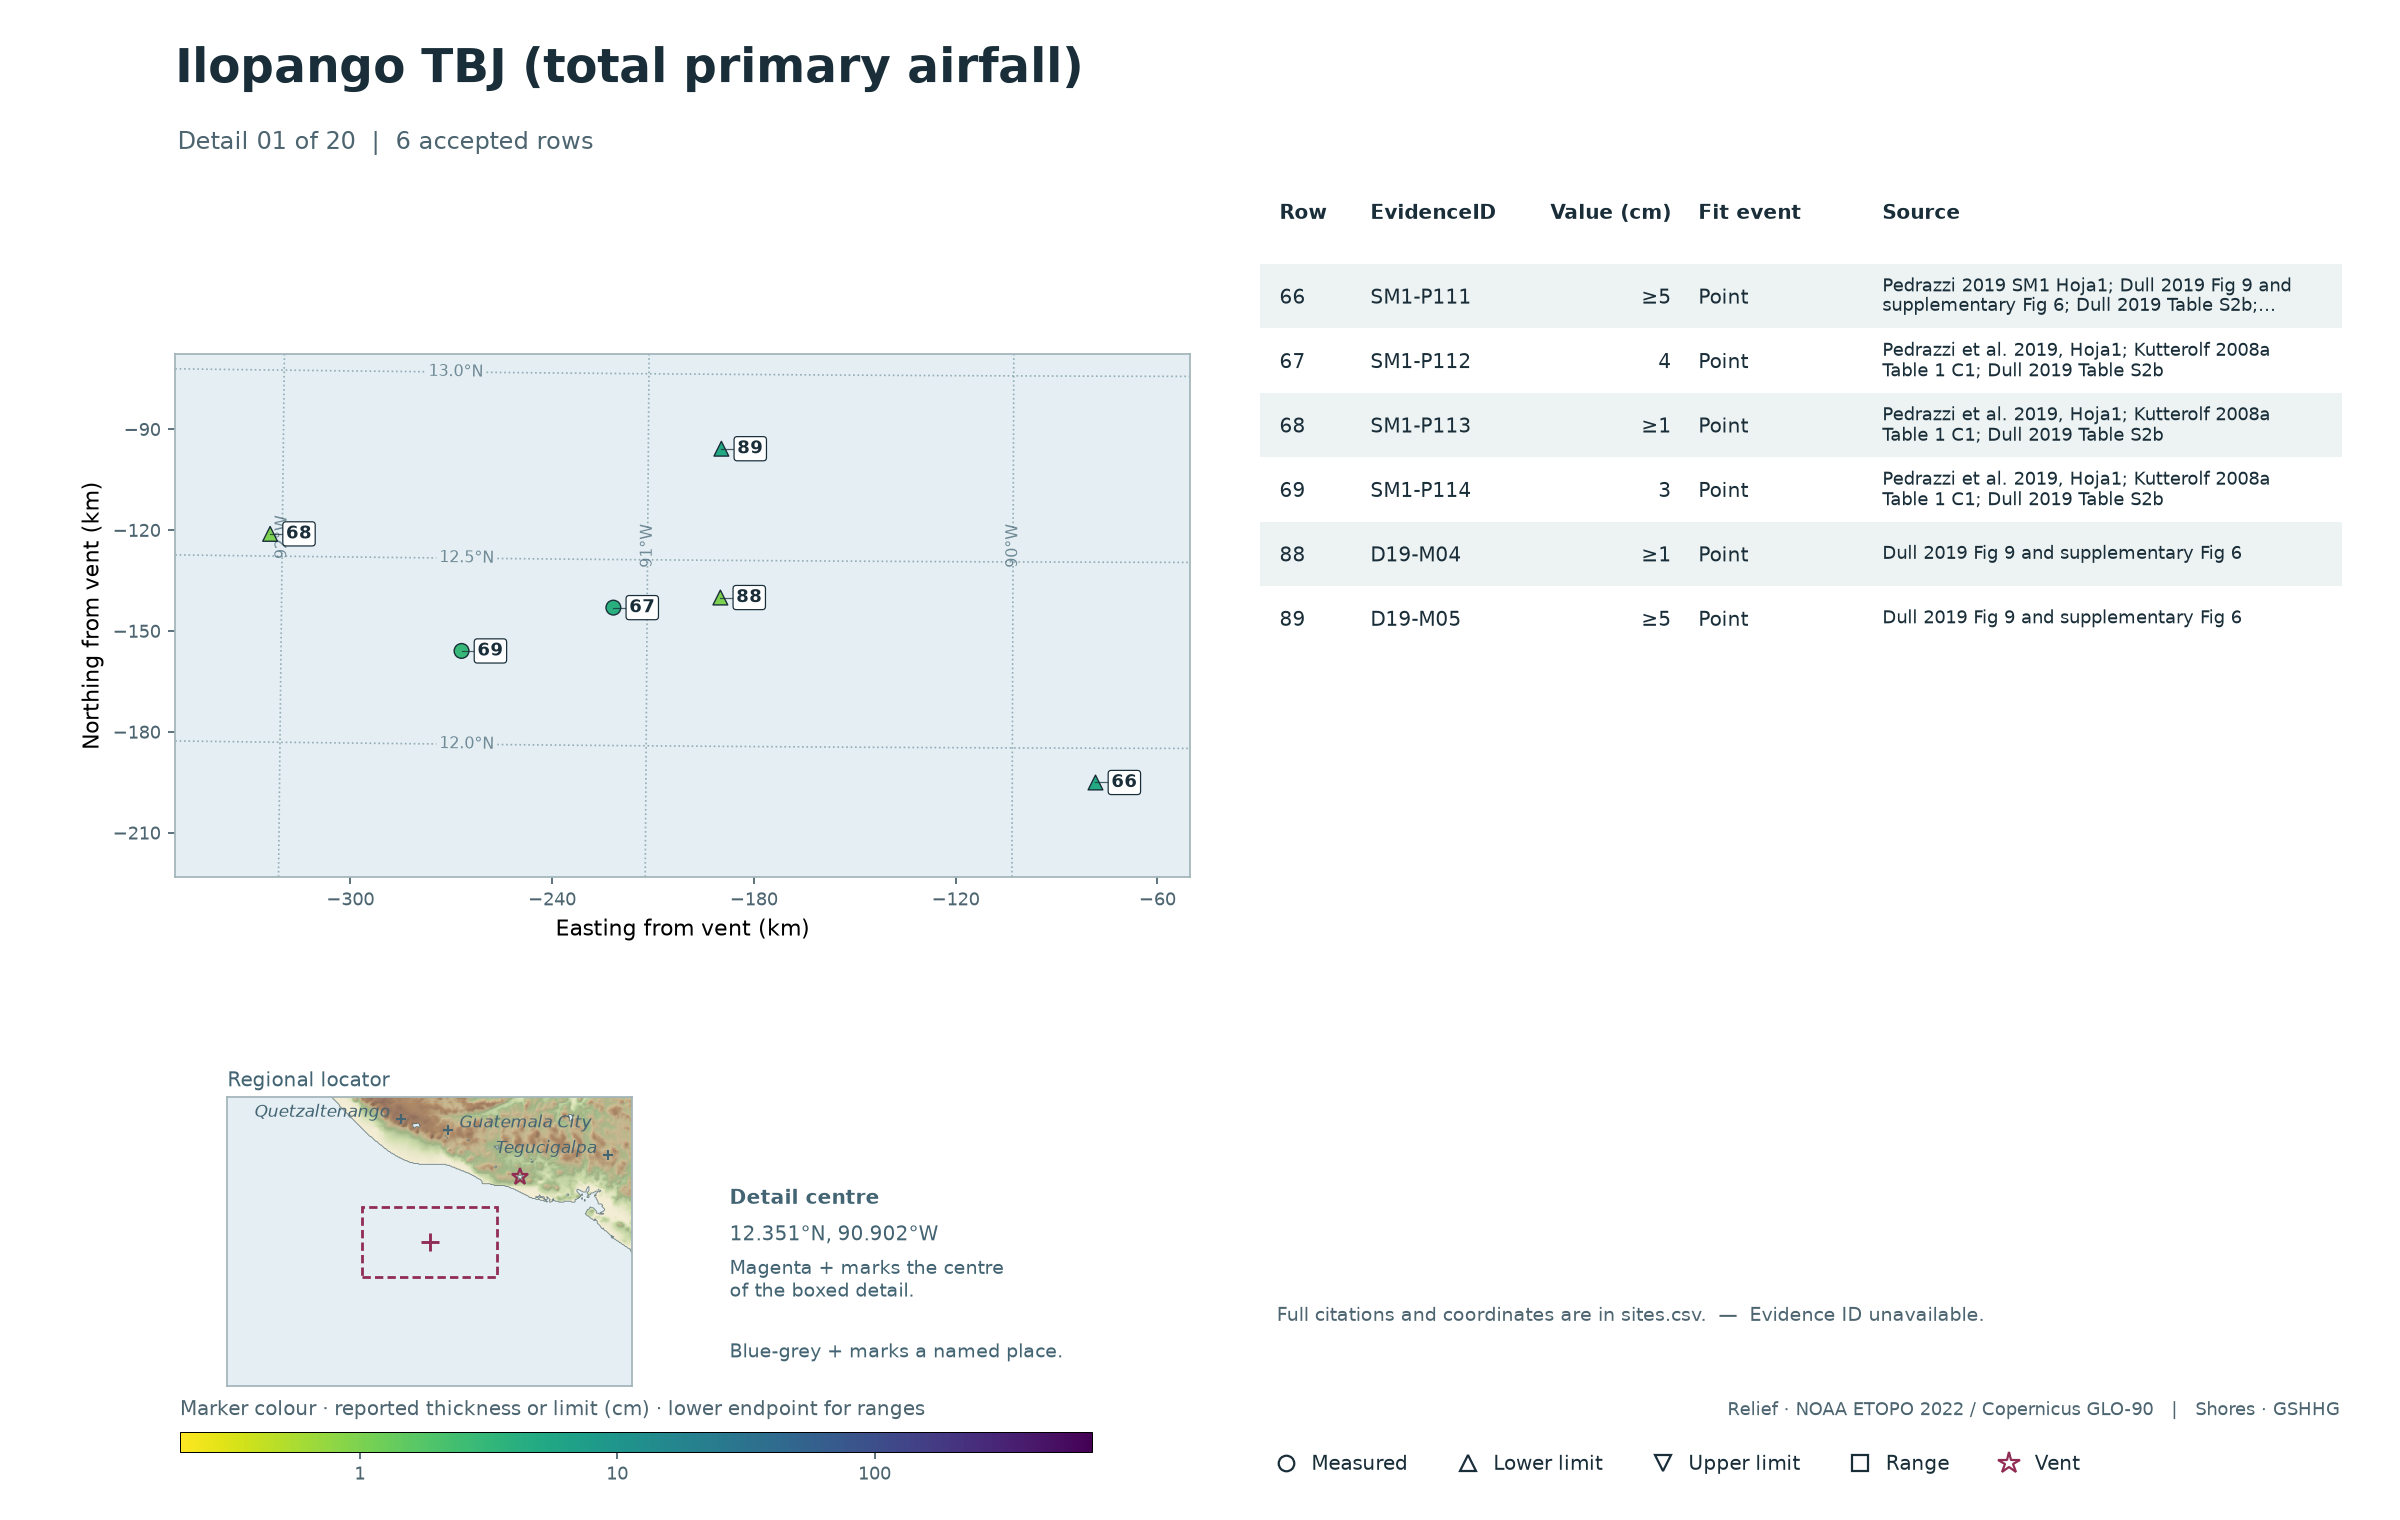 Ilopango TBJ (total primary airfall)
Detail 01 of 20 | 6 accepted rows
Row EvidenceID Value (cm) Fit event Source
66 SM1-P111 ≥5 Point Pedrazzi 2019 SM1 Hoja1; Dull 2019 Fig 9 and
supplementary Fig 6; Dull 2019 Table S2b;...
67 SM1-P112 4 Point Pedrazzi et al. 2019, Hoja1; Kutterolf 2008a
Table 1 C1; Dull 2019 Table S2b
68 SM1-P113 ≥1 Point Pedrazzi et al. 2019, Hoja1; Kutterolf 2008a
Table 1 C1; Dull 2019 Table S2b
69 SM1-P114 3 Point Pedrazzi et al. 2019, Hoja1; Kutterolf 2008a
Table 1 C1; Dull 2019 Table S2b
88 D19-M04 ≥1 Point Dull 2019 Fig 9 and supplementary Fig 6
89 D19-M05 ≥5 Point Dull 2019 Fig 9 and supplementary Fig 6
Northing from vent (km)
−90
−120
−150
−180
−210
13.0°N
12.5°N
12.0°N
91°W
90°W
89
68
67
88
69
66
−300 −240 −180 −120 −60
Easting from vent (km)
Regional locator
Quetzaltenango
Guatemala City
Tegucigalpa
Detail centre
12.351°N, 90.902°W
Magenta + marks the centre
of the boxed detail.
Blue-grey + marks a named place.
Full citations and coordinates are in sites.csv. — Evidence ID unavailable.
Marker colour · reported thickness or limit (cm) · lower endpoint for ranges
1 10 100
Relief · NOAA ETOPO 2022 / Copernicus GLO-90 | Shores · GSHHG
Measured Lower limit Upper limit Range Vent